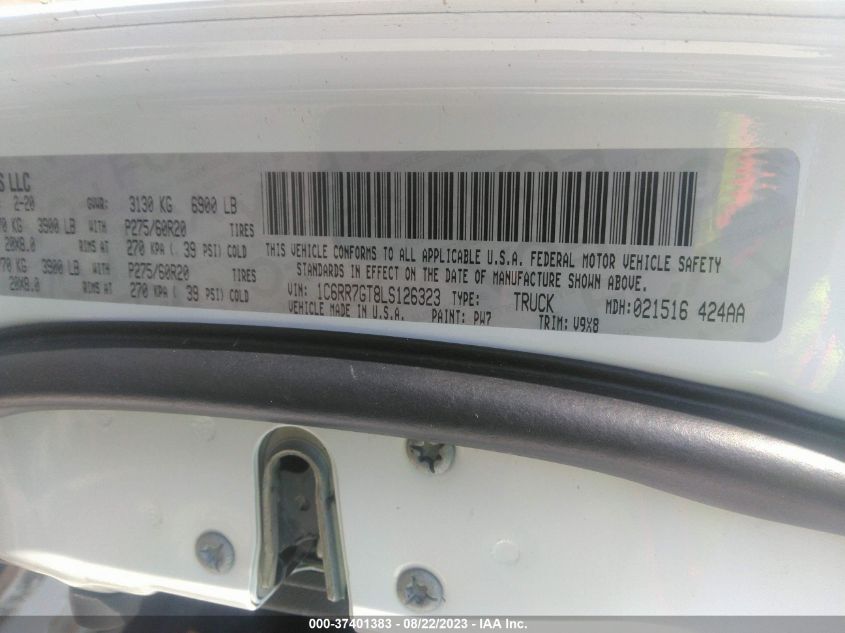 S LLC
2-20 GVWR: 3130 KG 6900 LB
KG 3900 LB WITH P275/60R20 TIRES
20X8.0 RIMS AT 270 KPA ( 39 PSI) COLD
70 KG 3900 LB WITH P275/60R20 TIRES
20X8.0 RIMS AT 270 KPA ( 39 PSI) COLD
THIS VEHICLE CONFORMS TO ALL APPLICABLE U.S.A. FEDERAL MOTOR VEHICLE SAFETY
STANDARDS IN EFFECT ON THE DATE OF MANUFACTURE SHOWN ABOVE.
VIN: 1C6RR7GT8LS126323 TYPE: TRUCK MDH: 021516 424AA
VEHICLE MADE IN U.S.A. PAINT: PW7 TRIM: V9X8
000-37401383 - 08/22/2023 - IAA Inc.